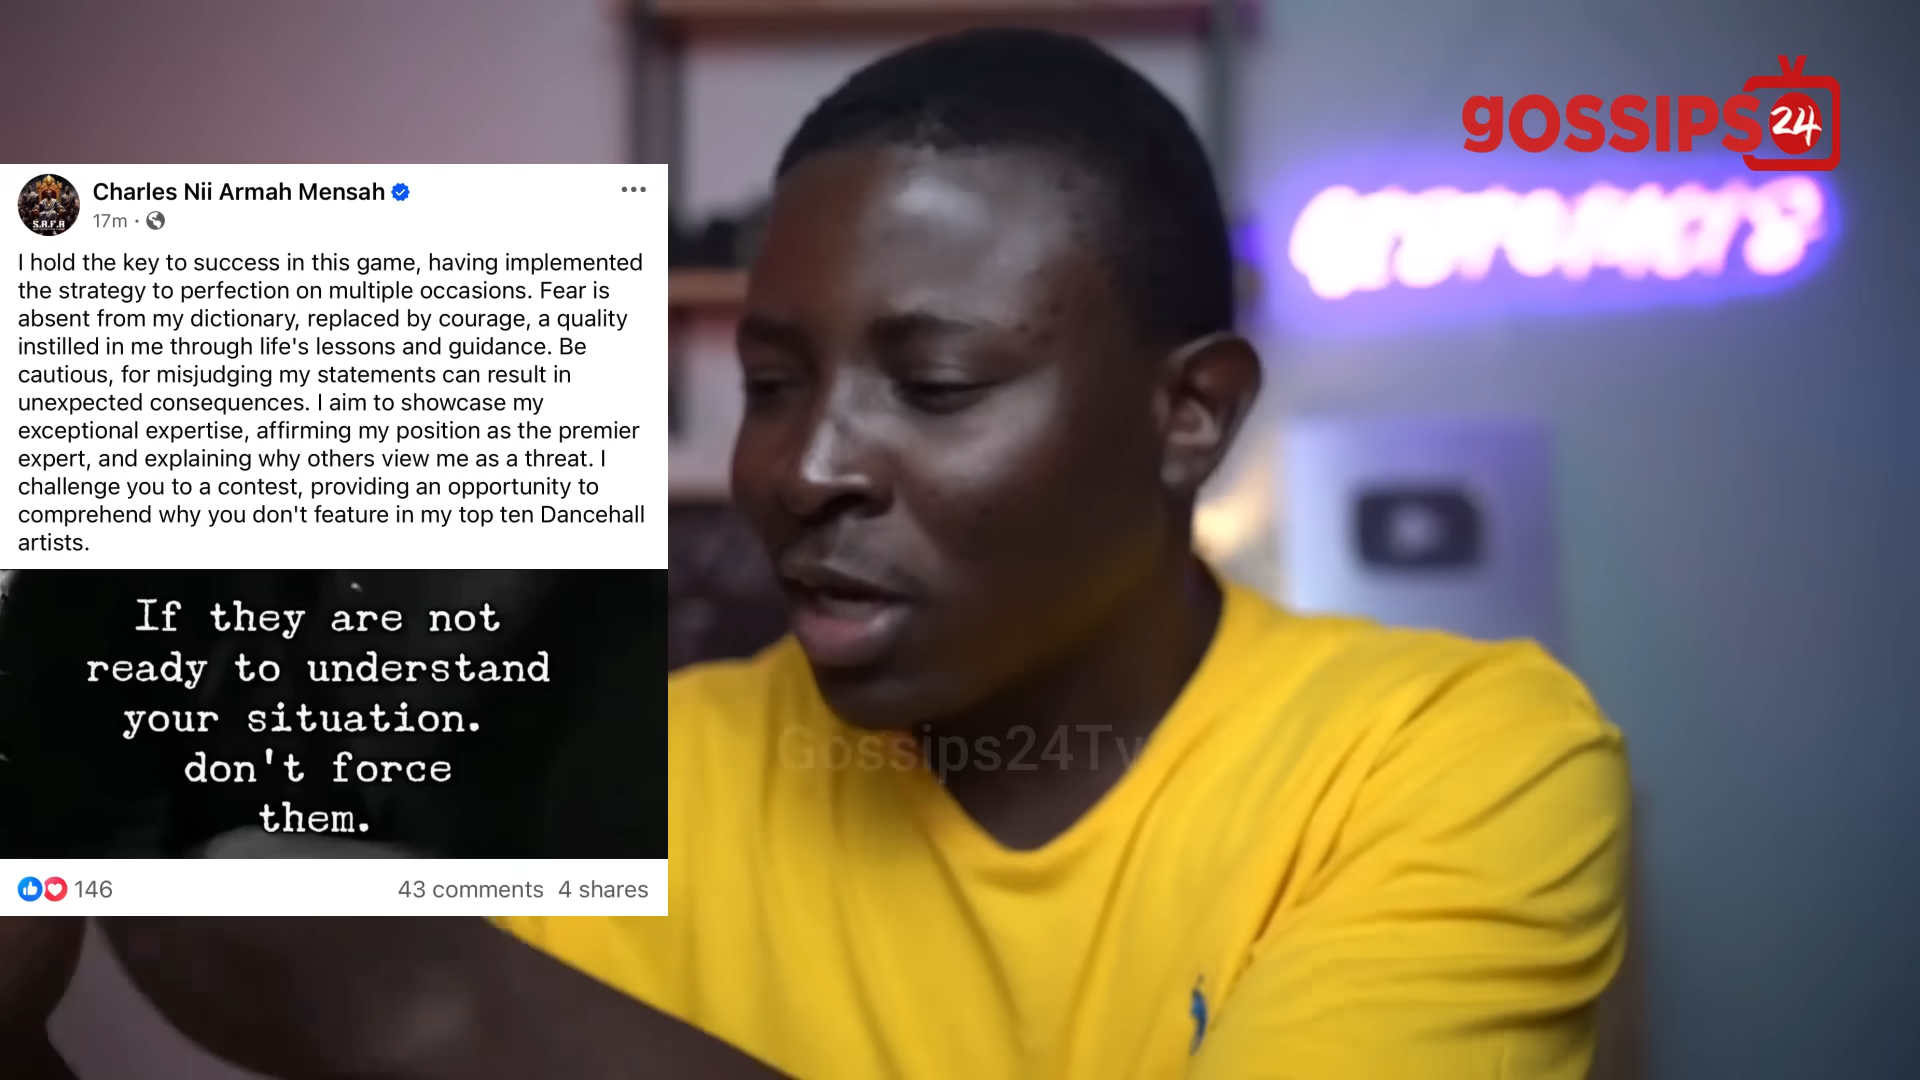 gOSSIPS24
Charles Nii Armah Mensah
17m ·
S.A.F.A
I hold the key to success in this game, having implemented
the strategy to perfection on multiple occasions. Fear is
absent from my dictionary, replaced by courage, a quality
instilled in me through life's lessons and guidance. Be
cautious, for misjudging my statements can result in
unexpected consequences. I aim to showcase my
exceptional expertise, affirming my position as the premier
expert, and explaining why others view me as a threat. I
challenge you to a contest, providing an opportunity to
comprehend why you don't feature in my top ten Dancehall
artists.
If they are not
ready to understand
your situation.
don't force
them.
146
43 comments 4 shares
Gossips24Tv